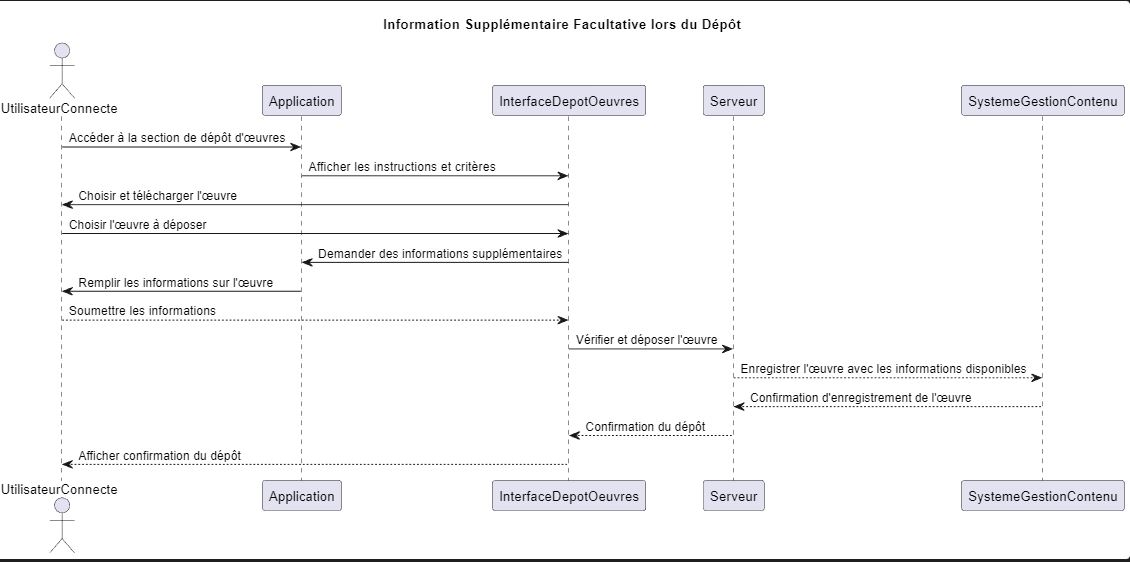 Information Supplémentaire Facultative lors du Dépôt
UtilisateurConnecte
Application
InterfaceDepotOeuvres
Serveur
SystemeGestionContenu
Accéder à la section de dépôt d'œuvres
Afficher les instructions et critères
Choisir et télécharger l'œuvre
Choisir l'œuvre à déposer
Demander des informations supplémentaires
Remplir les informations sur l'œuvre
Soumettre les informations
Vérifier et déposer l'œuvre
Enregistrer l'œuvre avec les informations disponibles
Confirmation d'enregistrement de l'œuvre
Confirmation du dépôt
Afficher confirmation du dépôt
UtilisateurConnecte
Application
InterfaceDepotOeuvres
Serveur
SystemeGestionContenu